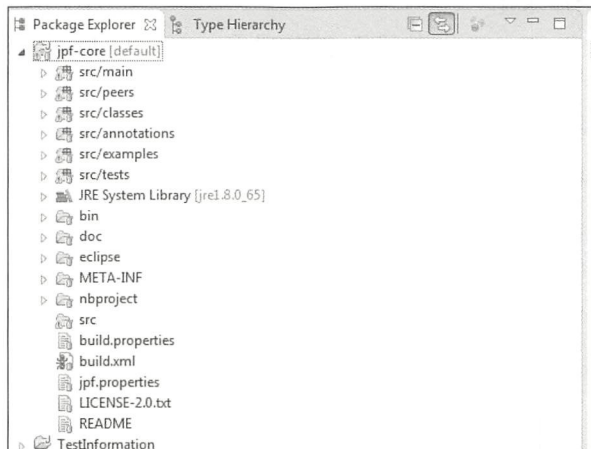 Package Explorer Type Hierarchy
jpf-core [default]
src/main
src/peers
src/classes
src/annotations
src/examples
src/tests
JRE System Library [jre1.8.0_65]
bin
doc
eclipse
META-INF
nbproject
src
build.properties
build.xml
jpf.properties
LICENSE-2.0.txt
README
TestInformation